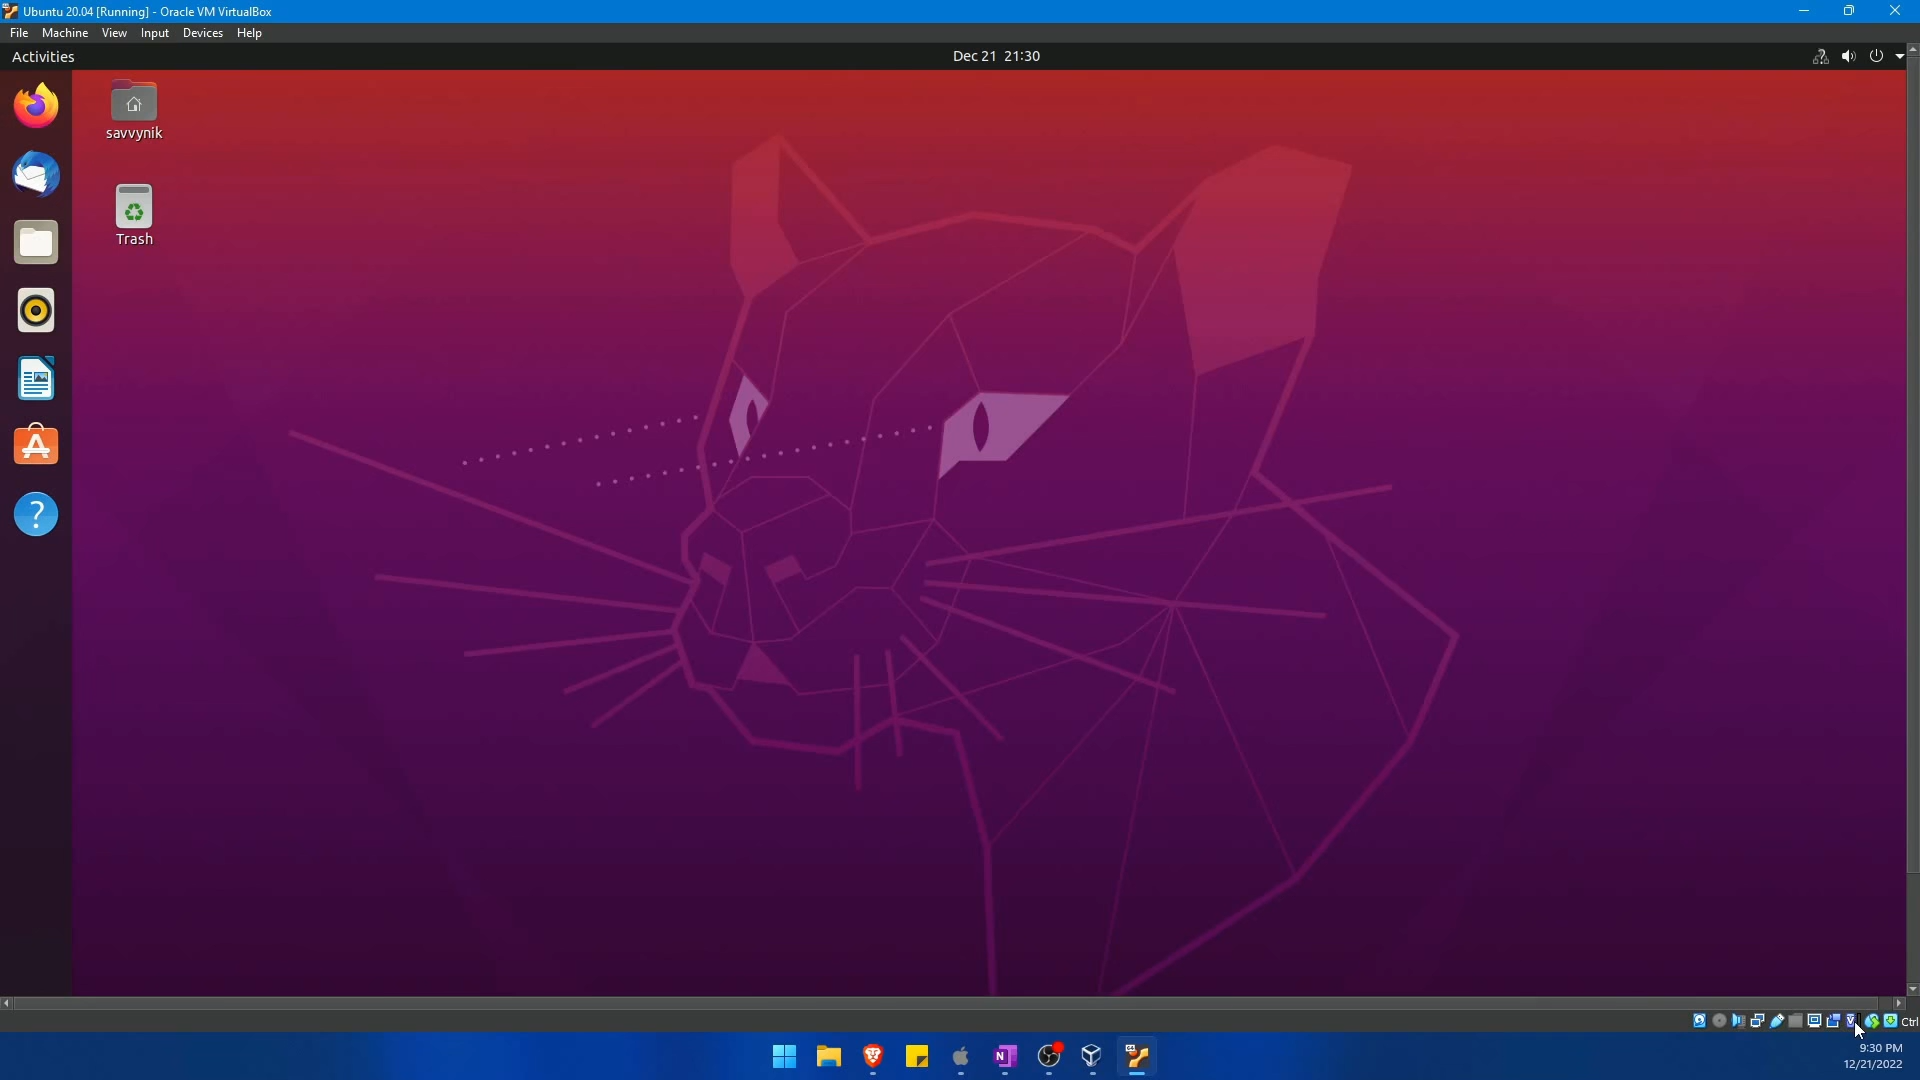 Ubuntu 20.04 [Running] - Oracle VM VirtualBox
File Machine View Input Devices Help
Activities
Dec 21 21:30
savvynik
Trash
Ctrl
9:30 PM
12/21/2022